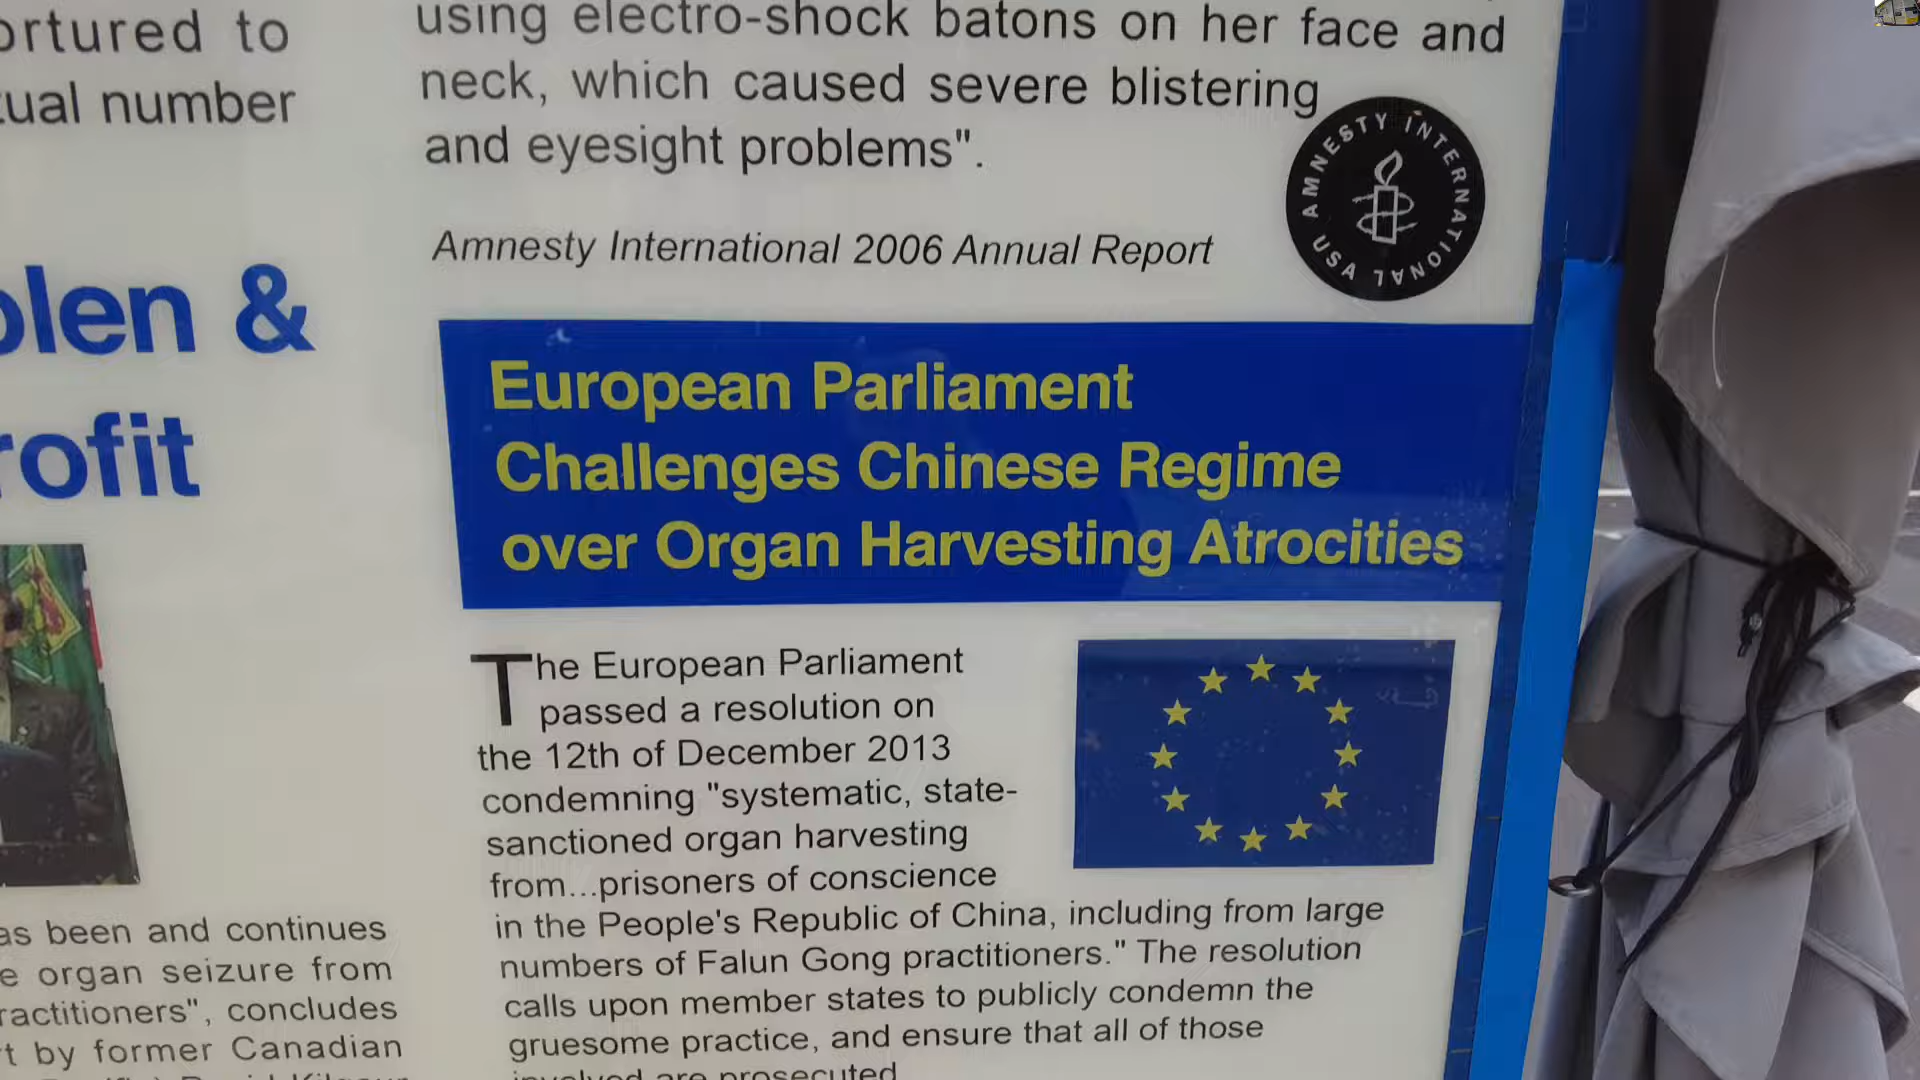 ortured to
tual number
olen &
rofit
as been and continues
e organ seizure from
ractitioners", concludes
t by former Canadian
using electro-shock batons on her face and
neck, which caused severe blistering
and eyesight problems".
AMNESTY INTERNATIONAL USA
Amnesty International 2006 Annual Report
European Parliament
Challenges Chinese Regime
over Organ Harvesting Atrocities
The European Parliament
passed a resolution on
the 12th of December 2013
condemning "systematic, state-
sanctioned organ harvesting
from...prisoners of conscience
in the People's Republic of China, including from large
numbers of Falun Gong practitioners." The resolution
calls upon member states to publicly condemn the
gruesome practice, and ensure that all of those
involved are prosecuted